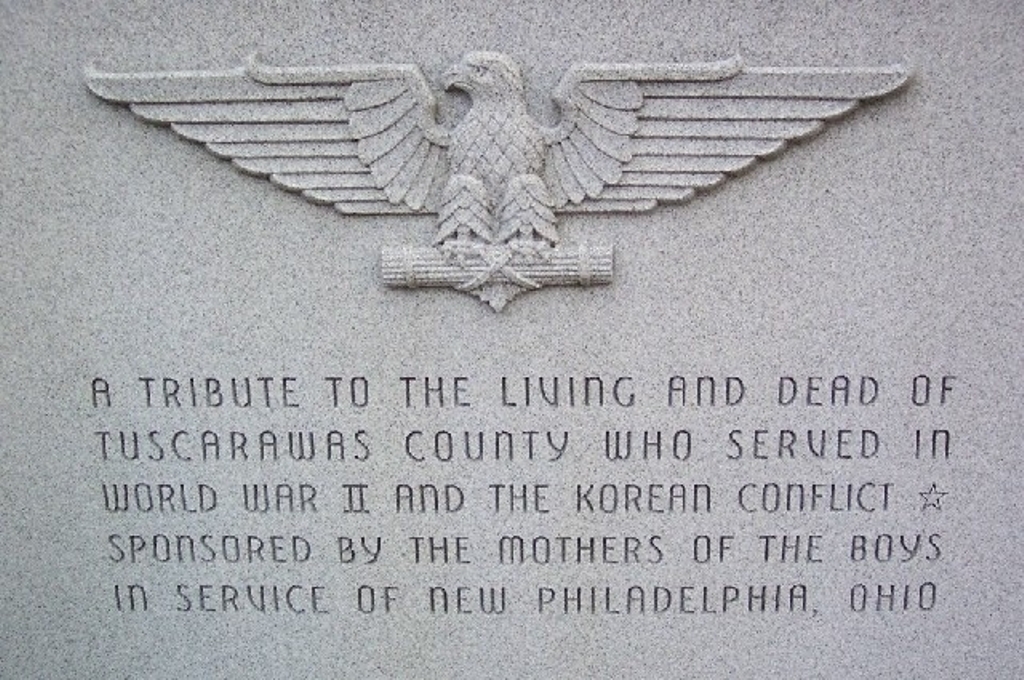 A TRIBUTE TO THE LIVING AND DEAD OF
TUSCARAWAS COUNTY WHO SERVED IN
WORLD WAR II AND THE KOREAN CONFLICT ☆
SPONSORED BY THE MOTHERS OF THE BOYS
IN SERVICE OF NEW PHILADELPHIA, OHIO